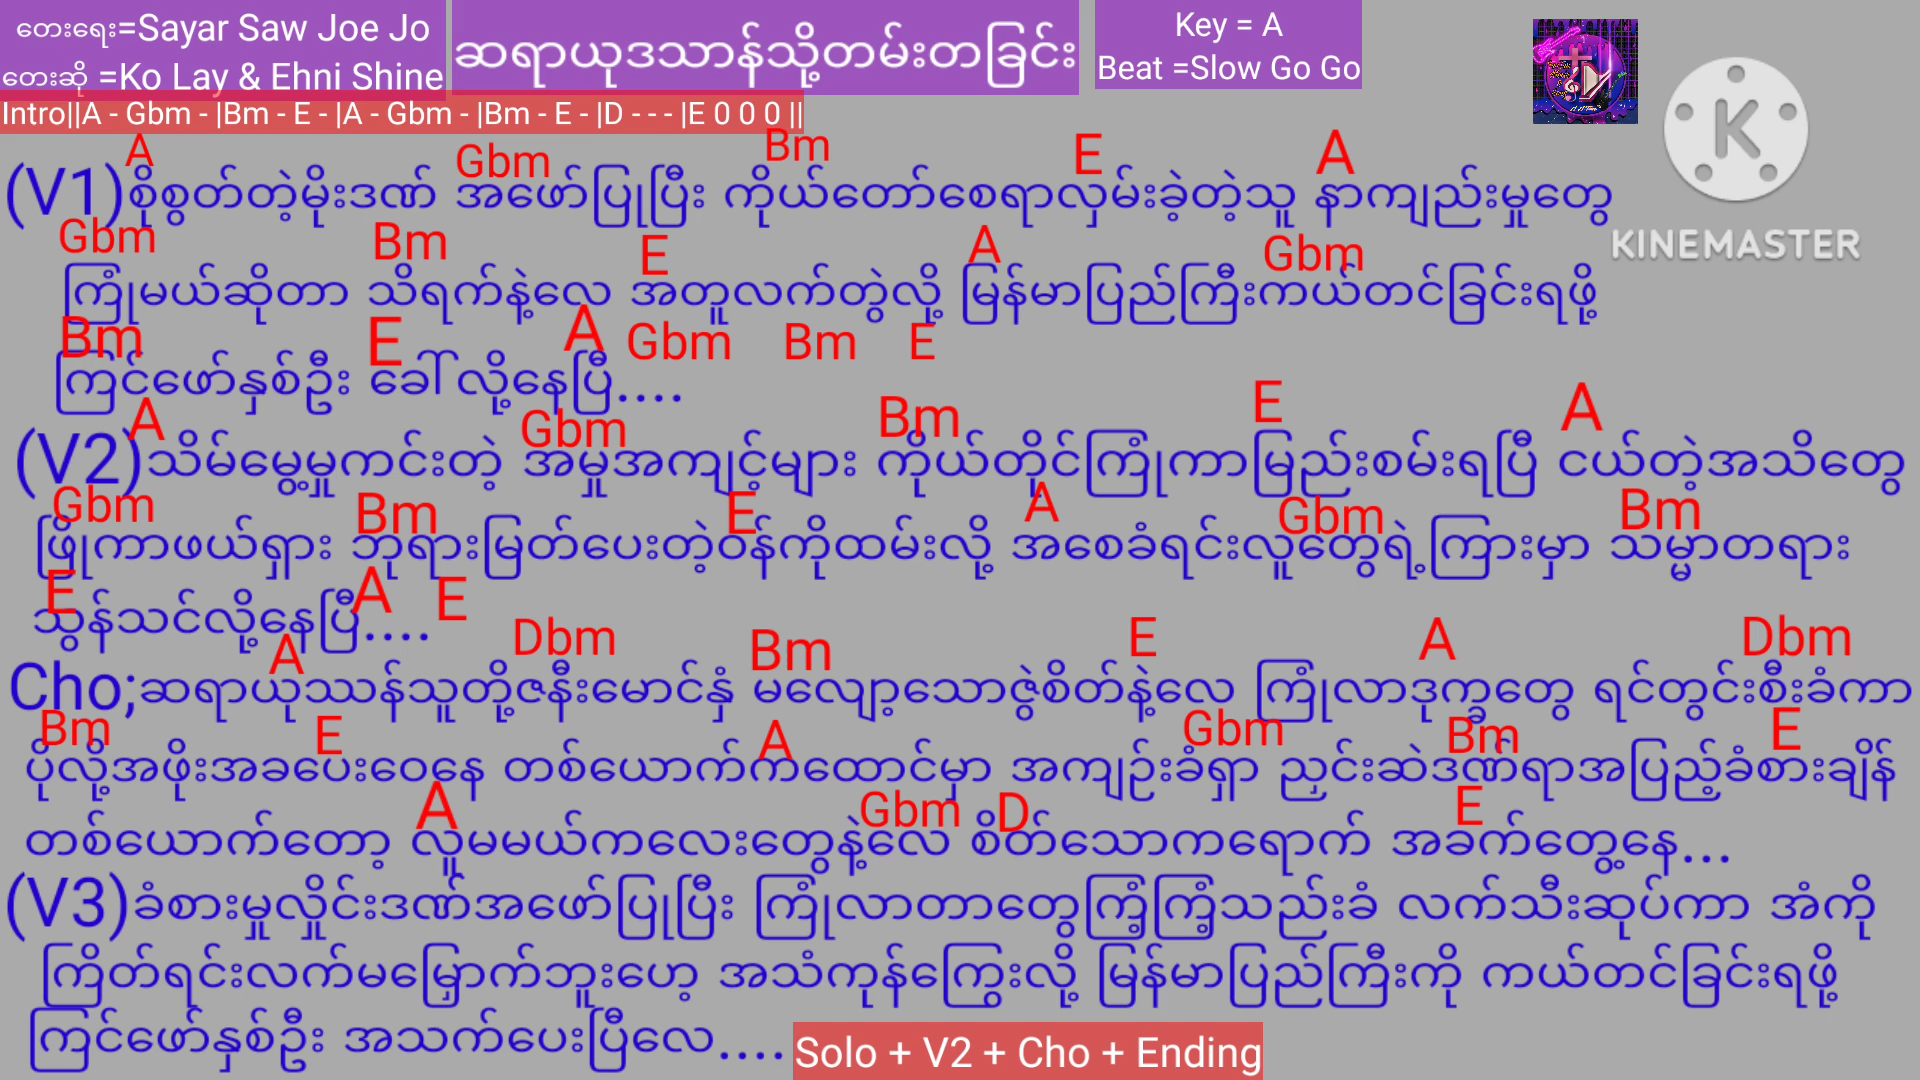 တေးရေး=Sayar Saw Joe Jo
တေးဆို =Ko Lay & Ehni Shine
ဆရာယုဒသာန်သို့တမ်းတခြင်း
Key = A
Beat =Slow Go Go
Intro||A - Gbm - |Bm - E - |A - Gbm - |Bm - E - |D - - - |E 0 0 0 ||
KINEMASTER
A Gbm Bm E A
(V1)စိုစွတ်တဲ့မိုးဒဏ် အဖော်ပြုပြီး ကိုယ်တော်စေရာလှမ်းခဲ့တဲ့သူ နာကျည်းမှုတွေ
Gbm Bm E A Gbm
ကြုံမယ်ဆိုတာ သိရက်နဲ့လေ အတူလက်တွဲလို့ မြန်မာပြည်ကြီးကယ်တင်ခြင်းရဖို့
Bm E A Gbm Bm E
ကြင်ဖော်နှစ်ဦး ခေါ်လို့နေပြီ....
A Gbm Bm E A
(V2)သိမ်မွေ့မှုကင်းတဲ့ အမှုအကျင့်များ ကိုယ်တိုင်ကြုံကာမြည်းစမ်းရပြီ ငယ်တဲ့အသိတွေ
Gbm Bm E A Gbm Bm
ဖြိုကာဖယ်ရှား ဘုရားမြတ်ပေးတဲ့ဝန်ကိုထမ်းလို့ အစေခံရင်းလူတွေရဲ့ကြားမှာ သမ္မာတရား
E A E
သွန်သင်လို့နေပြီ....
A Dbm Bm E A Dbm
Cho;ဆရာယုဿန်သူတို့ဇနီးမောင်နှံ မလျော့သောဇွဲစိတ်နဲ့လေ ကြုံလာဒုက္ခတွေ ရင်တွင်းစီးခံကာ
Bm E A Gbm Bm E
ပိုလို့အဖိုးအခပေးဝေနေ တစ်ယောက်ကထောင်မှာ အကျဉ်းခံရှာ ညှင်းဆဲဒဏ်ရာအပြည့်ခံစားချိန်
A Gbm D E
တစ်ယောက်တော့ လူမမယ်ကလေးတွေနဲ့လေ စိတ်သောကရောက် အခက်တွေ့နေ...
(V3)ခံစားမှုလှိုင်းဒဏ်အဖော်ပြုပြီး ကြုံလာတာတွေကြံ့ကြံ့သည်းခံ လက်သီးဆုပ်ကာ အံကို
ကြိတ်ရင်းလက်မမြှောက်ဘူးဟေ့ အသံကုန်ကြွေးလို့ မြန်မာပြည်ကြီးကို ကယ်တင်ခြင်းရဖို့
ကြင်ဖော်နှစ်ဦး အသက်ပေးပြီလေ....
Solo + V2 + Cho + Ending